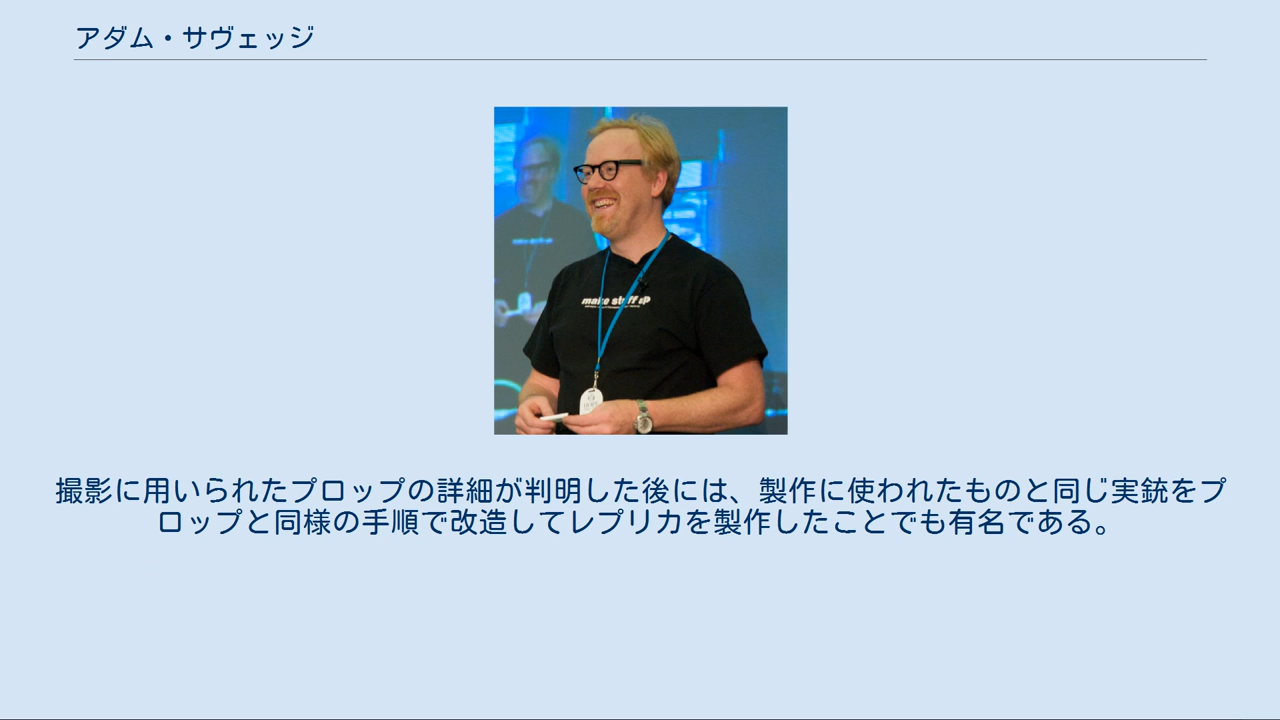 アダム・サヴェッジ
make stuff
撮影に用いられたプロップの詳細が判明した後には、製作に使われたものと同じ実銃をプ
ロップと同様の手順で改造してレプリカを製作したことでも有名である。